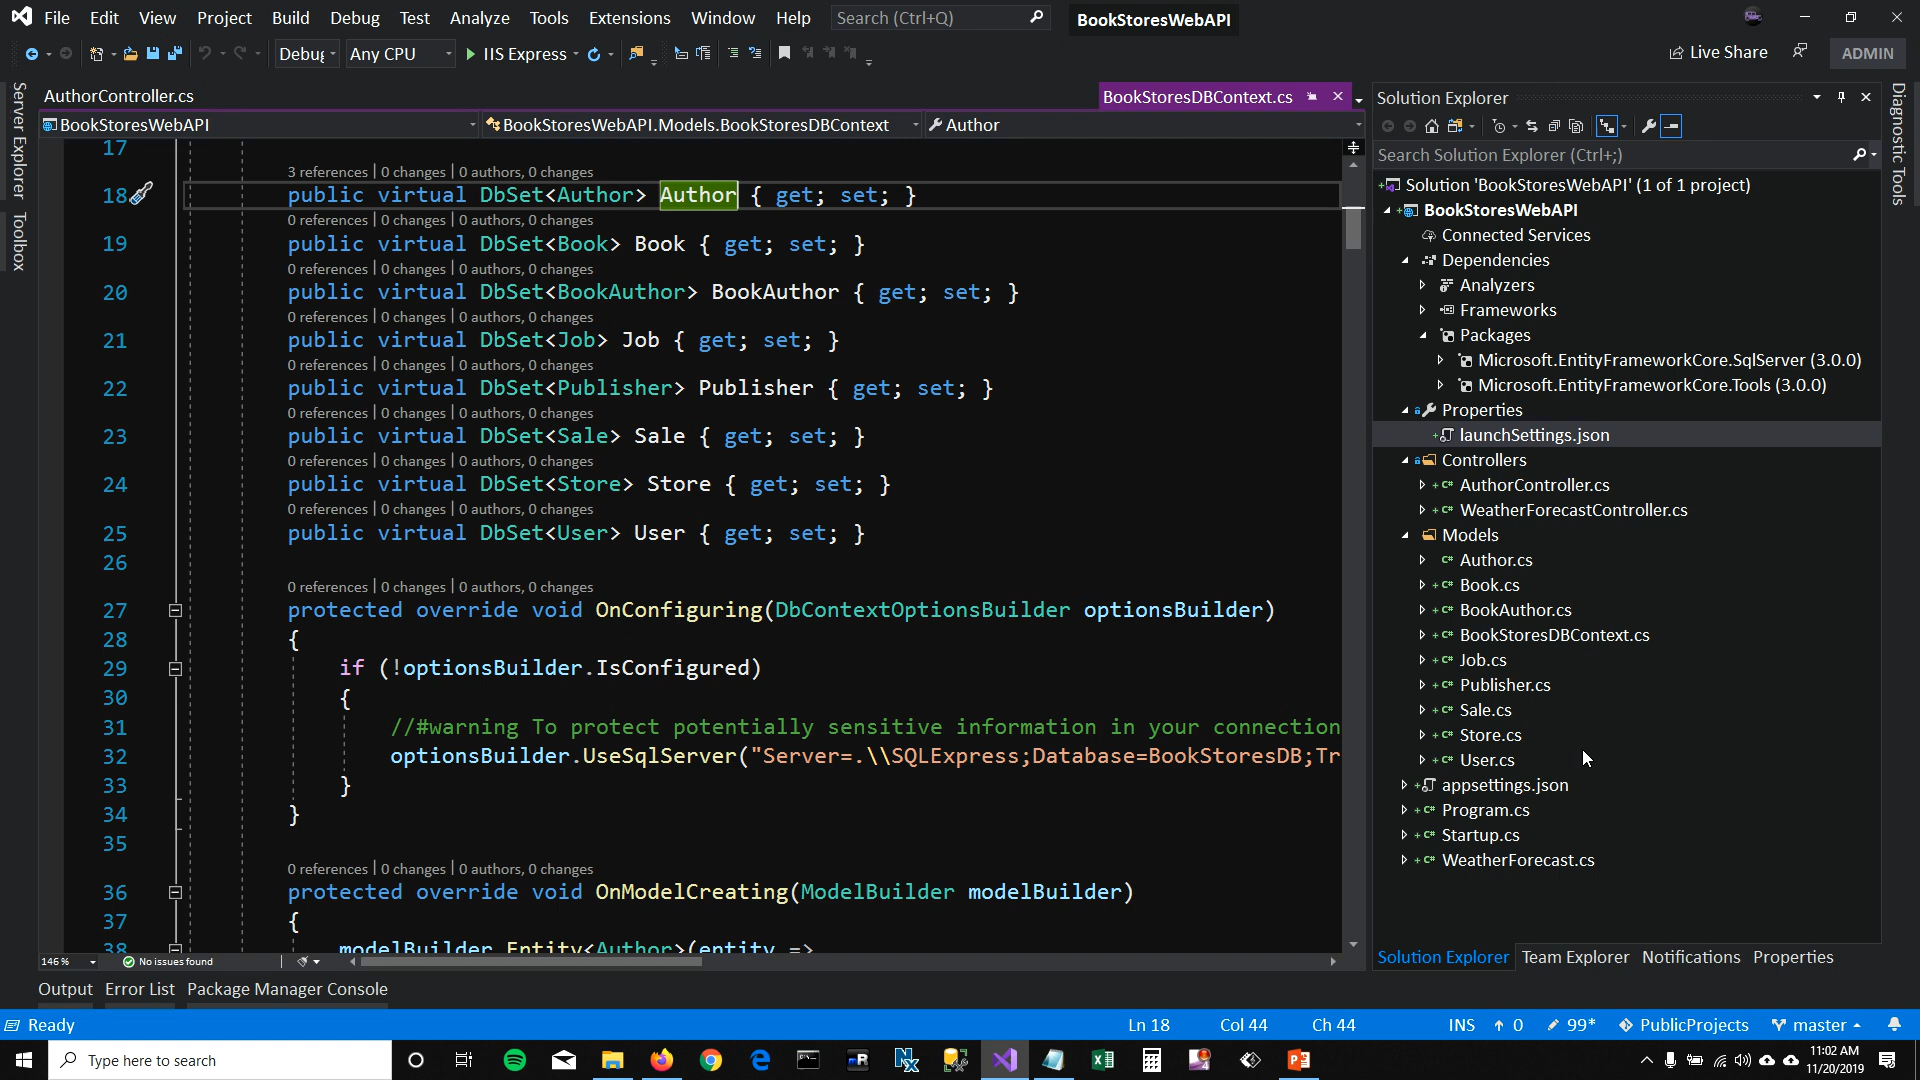 File Edit View Project Build Debug Test Analyze Tools Extensions Window Help Search (Ctrl+Q) BookStoresWebAPI
Debug Any CPU IIS Express Live Share ADMIN
Server Explorer
Toolbox
AuthorController.cs BookStoresDBContext.cs
BookStoresWebAPI BookStoresWebAPI.Models.BookStoresDBContext Author
17
3 references | 0 changes | 0 authors, 0 changes
18 public virtual DbSet<Author> Author { get; set; }
0 references | 0 changes | 0 authors, 0 changes
19 public virtual DbSet<Book> Book { get; set; }
0 references | 0 changes | 0 authors, 0 changes
20 public virtual DbSet<BookAuthor> BookAuthor { get; set; }
0 references | 0 changes | 0 authors, 0 changes
21 public virtual DbSet<Job> Job { get; set; }
0 references | 0 changes | 0 authors, 0 changes
22 public virtual DbSet<Publisher> Publisher { get; set; }
0 references | 0 changes | 0 authors, 0 changes
23 public virtual DbSet<Sale> Sale { get; set; }
0 references | 0 changes | 0 authors, 0 changes
24 public virtual DbSet<Store> Store { get; set; }
0 references | 0 changes | 0 authors, 0 changes
25 public virtual DbSet<User> User { get; set; }
26
0 references | 0 changes | 0 authors, 0 changes
27 protected override void OnConfiguring(DbContextOptionsBuilder optionsBuilder)
28 {
29 if (!optionsBuilder.IsConfigured)
30 {
31 //#warning To protect potentially sensitive information in your connection
32 optionsBuilder.UseSqlServer("Server=.\\SQLExpress;Database=BookStoresDB;Tr
33 }
34 }
35
0 references | 0 changes | 0 authors, 0 changes
36 protected override void OnModelCreating(ModelBuilder modelBuilder)
37 {
38 modelBuilder.Entity<Author>(entity =>
146 % No issues found
Solution Explorer
Search Solution Explorer (Ctrl+;)
Solution 'BookStoresWebAPI' (1 of 1 project)
BookStoresWebAPI
Connected Services
Dependencies
Analyzers
Frameworks
Packages
Microsoft.EntityFrameworkCore.SqlServer (3.0.0)
Microsoft.EntityFrameworkCore.Tools (3.0.0)
Properties
launchSettings.json
Controllers
AuthorController.cs
WeatherForecastController.cs
Models
Author.cs
Book.cs
BookAuthor.cs
BookStoresDBContext.cs
Job.cs
Publisher.cs
Sale.cs
Store.cs
User.cs
appsettings.json
Program.cs
Startup.cs
WeatherForecast.cs
Solution Explorer Team Explorer Notifications Properties
Diagnostic Tools
Output Error List Package Manager Console
Ready Ln 18 Col 44 Ch 44 INS 0 99* PublicProjects master
Type here to search 11:02 AM
11/20/2019